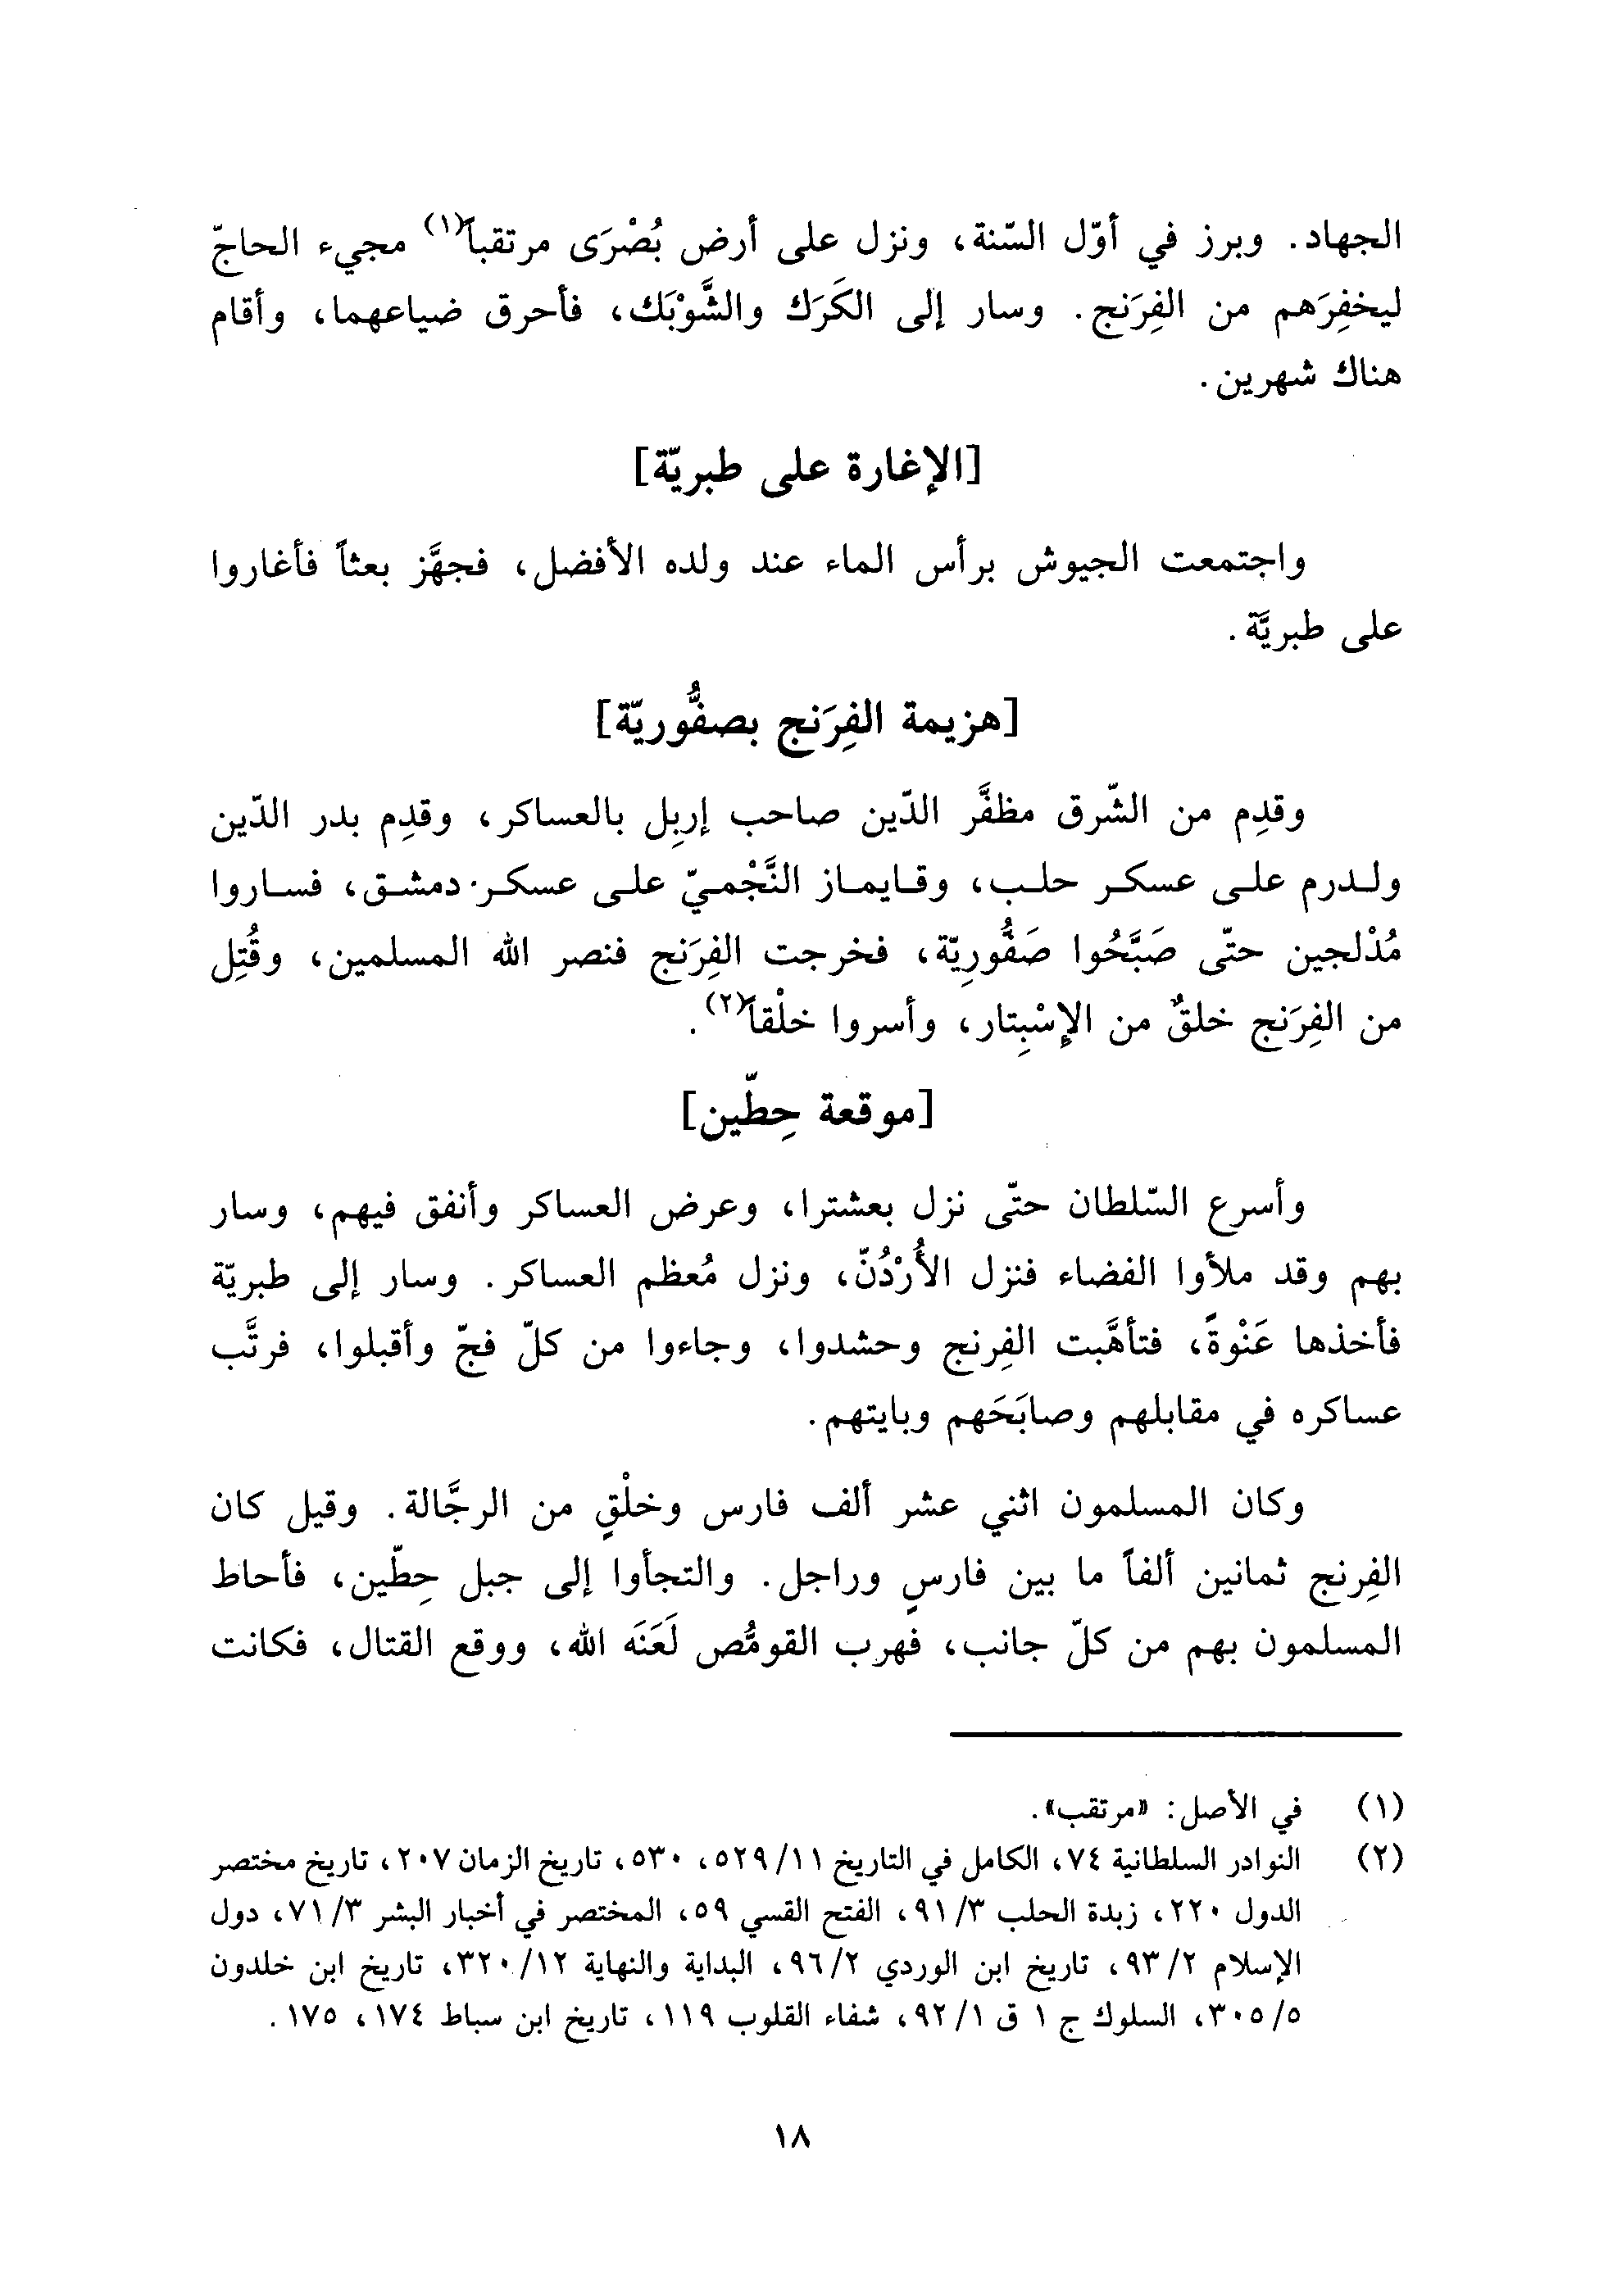 الجهاد. وبرز في أوّل السّنة، ونزل على أرض بُصْرَى مرتقباً(١) مجيء الحاجّ
ليخفِرَهم من الفِرَنج. وسار إلى الكَرَك والشَّوْبَك، فأحرق ضياعهما، وأقام
هناك شهرين.
[الإغارة على طبريّة]
واجتمعت الجيوش برأس الماء عند ولده الأفضل، فجهَّز بعثاً فأغاروا
على طبريَّة.
[هزيمة الفِرَنج بصفُّوريّة]
وقدِم من الشّرق مظفَّر الدّين صاحب إربِل بالعساكر، وقدِم بدر الدّين
ولدرم على عسكر حلب، وقايماز النَّجْميّ على عسكر دمشق، فساروا
مُدْلجين حتّى صَبَّحُوا صَفُّورِيّة، فخرجت الفِرَنج فنصر الله المسلمين، وقُتِل
من الفِرَنج خلقٌ من الإِسْبِتار، وأسروا خلْقاً(٢).
[موقعة حِطّين]
وأسرع السّلطان حتّى نزل بعشترا، وعرض العساكر وأنفق فيهم، وسار
بهم وقد ملأوا الفضاء فنزل الأُرْدُنّ، ونزل مُعظم العساكر. وسار إلى طبريّة
فأخذها عَنْوةً، فتأهَّبت الفِرنج وحشدوا، وجاءوا من كلّ فجّ وأقبلوا، فرتَّب
عساكره في مقابلهم وصابَحَهم وبايتهم.
وكان المسلمون اثني عشر ألف فارس وخلْقٍ من الرجَّالة. وقيل كان
الفِرنج ثمانين ألفاً ما بين فارسٍ وراجل. والتجأوا إلى جبل حِطّين، فأحاط
المسلمون بهم من كلّ جانب، فهرب القومُّص لَعَنَه الله، ووقع القتال، فكانت
(١) في الأصل: «مرتقب».
(٢) النوادر السلطانية ٧٤، الكامل في التاريخ ١١/ ٥٢٩، ٥٣٠، تاريخ الزمان ٢٠٧، تاريخ مختصر
الدول ٢٢٠، زبدة الحلب ٣/ ٩١، الفتح القسي ٥٩، المختصر في أخبار البشر ٣/ ٧١، دول
الإسلام ٢/ ٩٣، تاريخ ابن الوردي ٢/ ٩٦، البداية والنهاية ١٢/ ٣٢٠، تاريخ ابن خلدون
٥/ ٣٠٥، السلوك ج ١ ق ١/ ٩٢، شفاء القلوب ١١٩، تاريخ ابن سباط ١٧٤، ١٧٥.
١٨